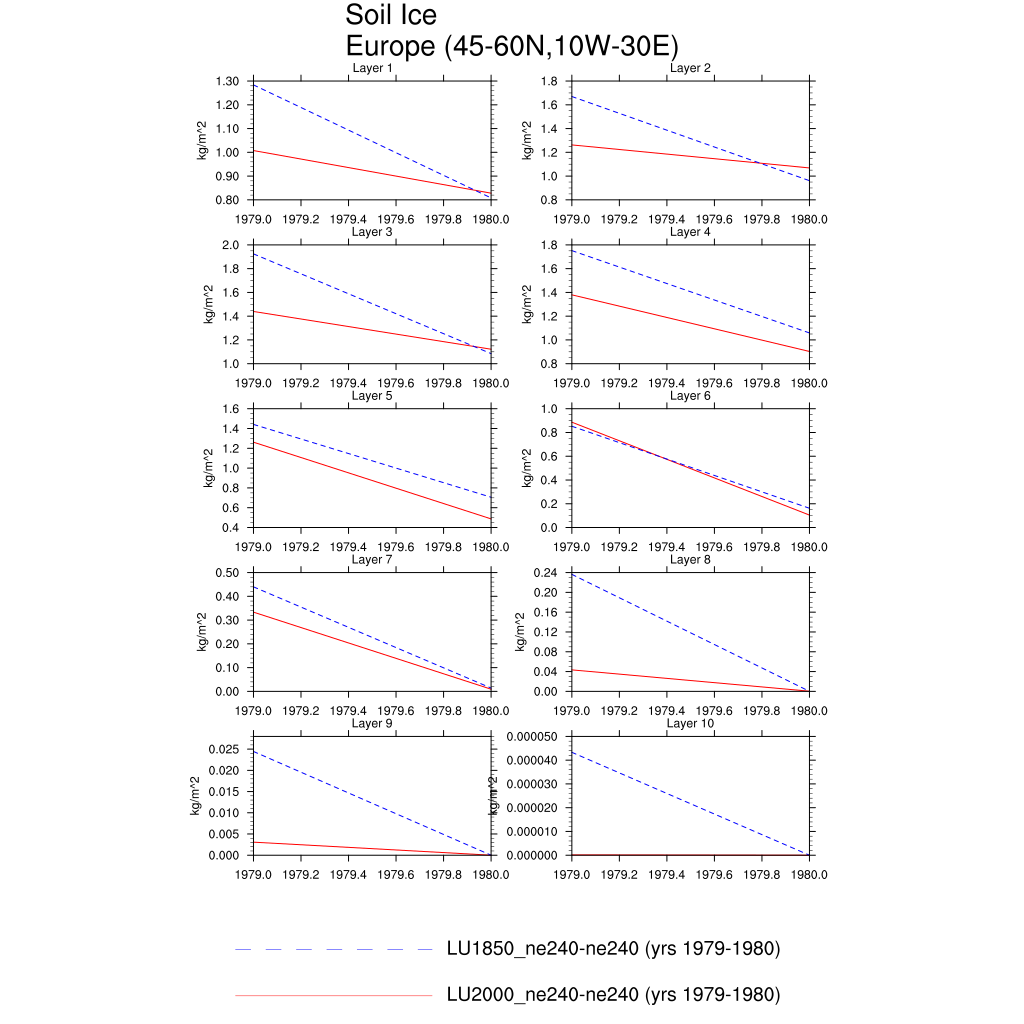 Soil Ice
Europe (45-60N,10W-30E)
Layer 1
1.30
1.20
1.10
1.00
0.90
0.80
kg/m^2
1979.0 1979.2 1979.4 1979.6 1979.8 1980.0
Layer 2
1.8
1.6
1.4
1.2
1.0
0.8
kg/m^2
1979.0 1979.2 1979.4 1979.6 1979.8 1980.0
Layer 3
2.0
1.8
1.6
1.4
1.2
1.0
kg/m^2
1979.0 1979.2 1979.4 1979.6 1979.8 1980.0
Layer 4
1.8
1.6
1.4
1.2
1.0
0.8
kg/m^2
1979.0 1979.2 1979.4 1979.6 1979.8 1980.0
Layer 5
1.6
1.4
1.2
1.0
0.8
0.6
0.4
kg/m^2
1979.0 1979.2 1979.4 1979.6 1979.8 1980.0
Layer 6
1.0
0.8
0.6
0.4
0.2
0.0
kg/m^2
1979.0 1979.2 1979.4 1979.6 1979.8 1980.0
Layer 7
0.50
0.40
0.30
0.20
0.10
0.00
kg/m^2
1979.0 1979.2 1979.4 1979.6 1979.8 1980.0
Layer 8
0.24
0.20
0.16
0.12
0.08
0.04
0.00
kg/m^2
1979.0 1979.2 1979.4 1979.6 1979.8 1980.0
Layer 9
0.025
0.020
0.015
0.010
0.005
0.000
kg/m^2
1979.0 1979.2 1979.4 1979.6 1979.8 1980.0
Layer 10
0.000050
0.000040
0.000030
0.000020
0.000010
0.000000
kg/m^2
1979.0 1979.2 1979.4 1979.6 1979.8 1980.0
LU1850_ne240-ne240 (yrs 1979-1980)
LU2000_ne240-ne240 (yrs 1979-1980)